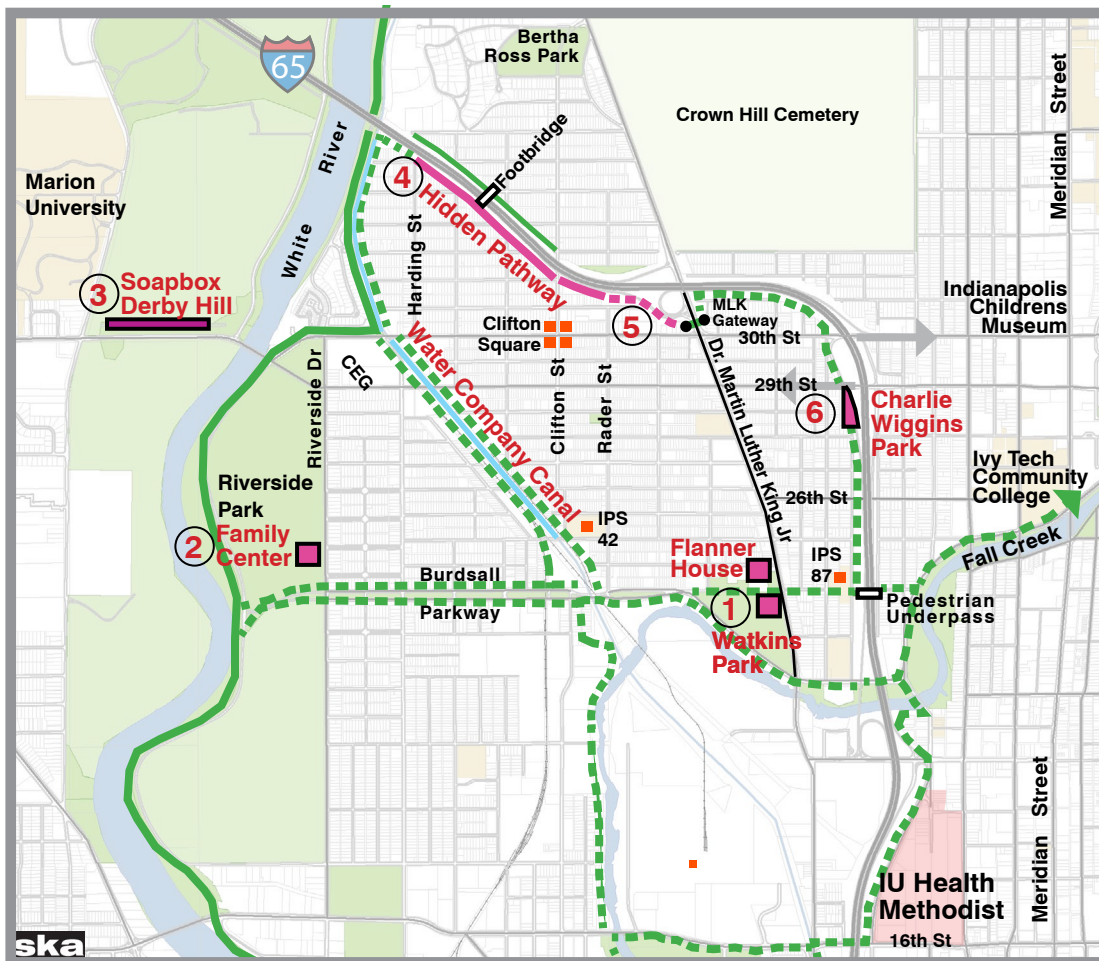 65
Bertha
Ross Park
Crown Hill Cemetery
Meridian Street
Marion
University
White River
4
Hidden Pathway
Footbridge
Harding St
3
Soapbox
Derby Hill
Indianapolis
Childrens
Museum
MLK
Gateway
30th St
Clifton
Square
5
Riverside Dr
CEG
Water Company Canal
Clifton St
Rader St
Dr. Martin Luther King Jr
29th St
6
Charlie
Wiggins
Park
Ivy Tech
Community
College
26th St
Riverside
Park
2
Family
Center
IPS
42
Flanner
House
IPS
87
Fall Creek
Burdsall
Parkway
1
Watkins
Park
Pedestrian
Underpass
Meridian Street
IU Health
Methodist
16th St
ska